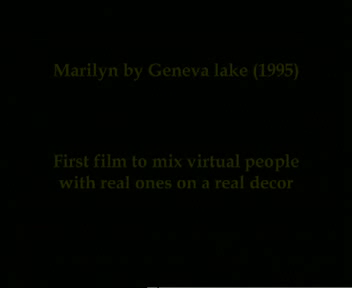 Marilyn by Geneva lake (1995)
First film to mix virtual people
with real ones on a real decor